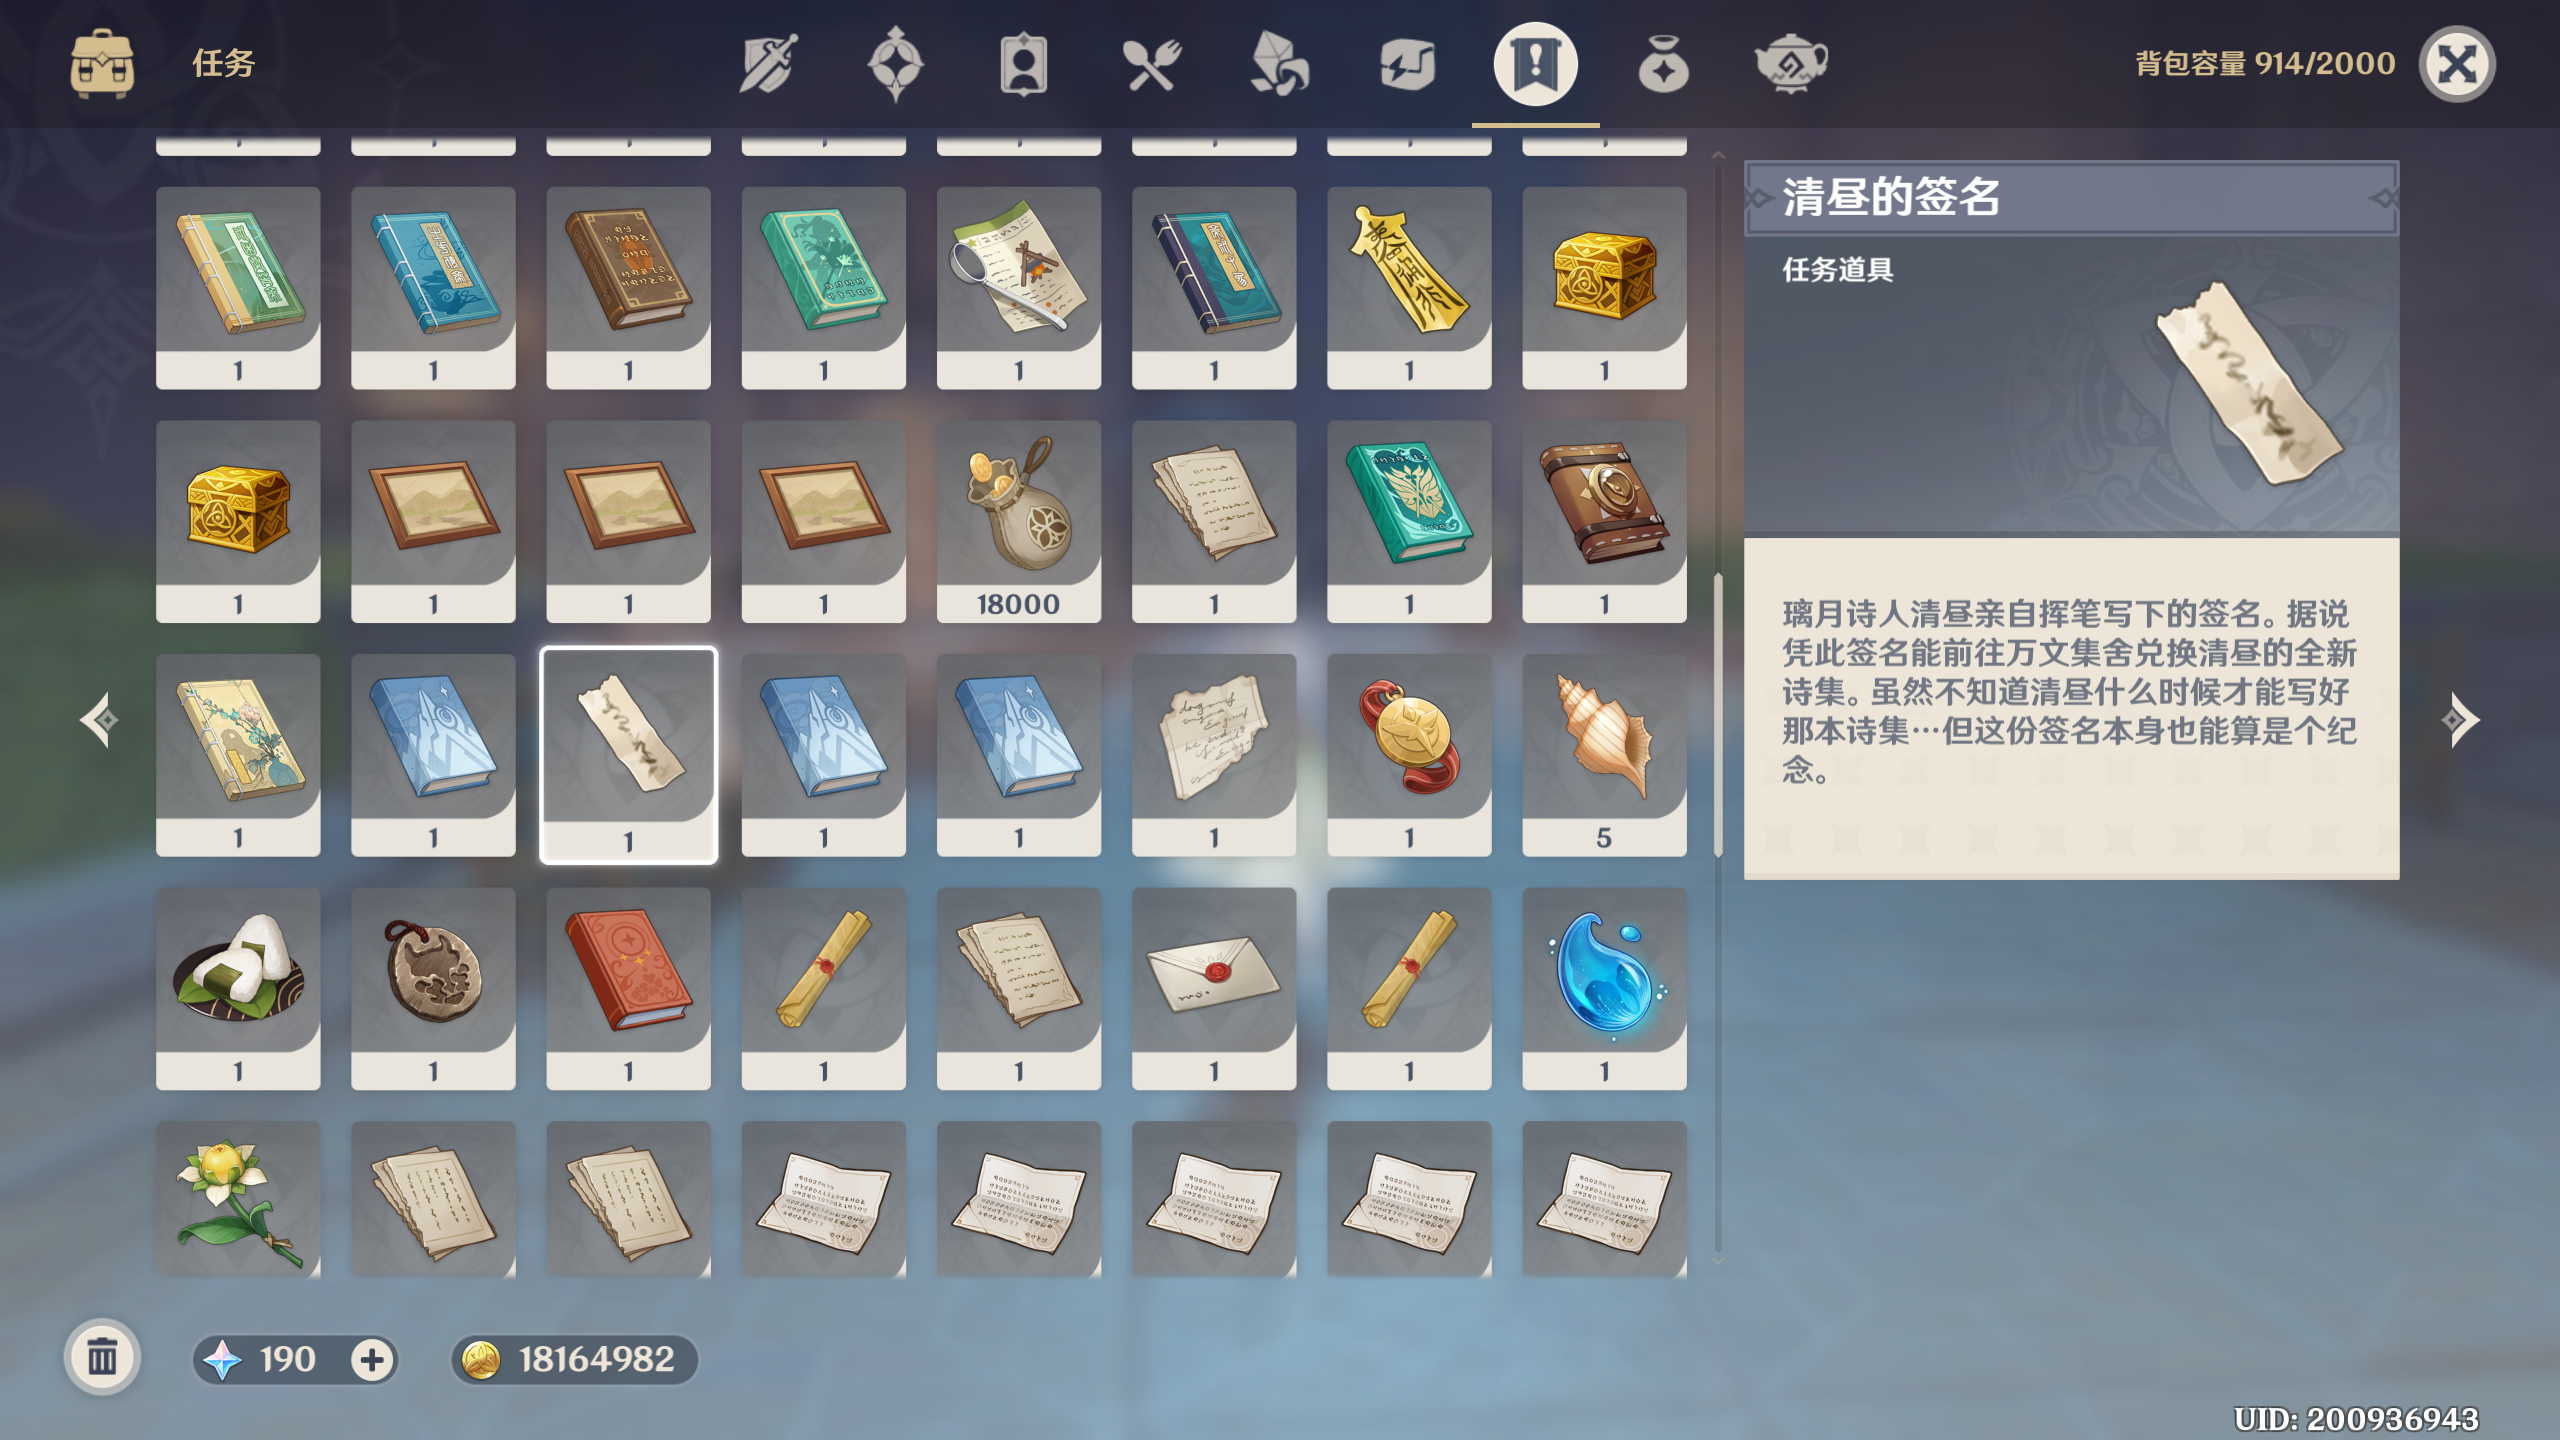 任务
背包容量 914/2000
清昼的签名
任务道具
璃月诗人清昼亲自挥笔写下的签名。据说
凭此签名能前往万文集舍兑换清昼的全新
诗集。虽然不知道清昼什么时候才能写好
那本诗集…但这份签名本身也能算是个纪
念。
1 1 1 1 1 1 1 1
1 1 1 1 18000 1 1 1
1 1 1 1 1 1 1 5
1 1 1 1 1 1 1 1
190
18164982
UID: 200936943